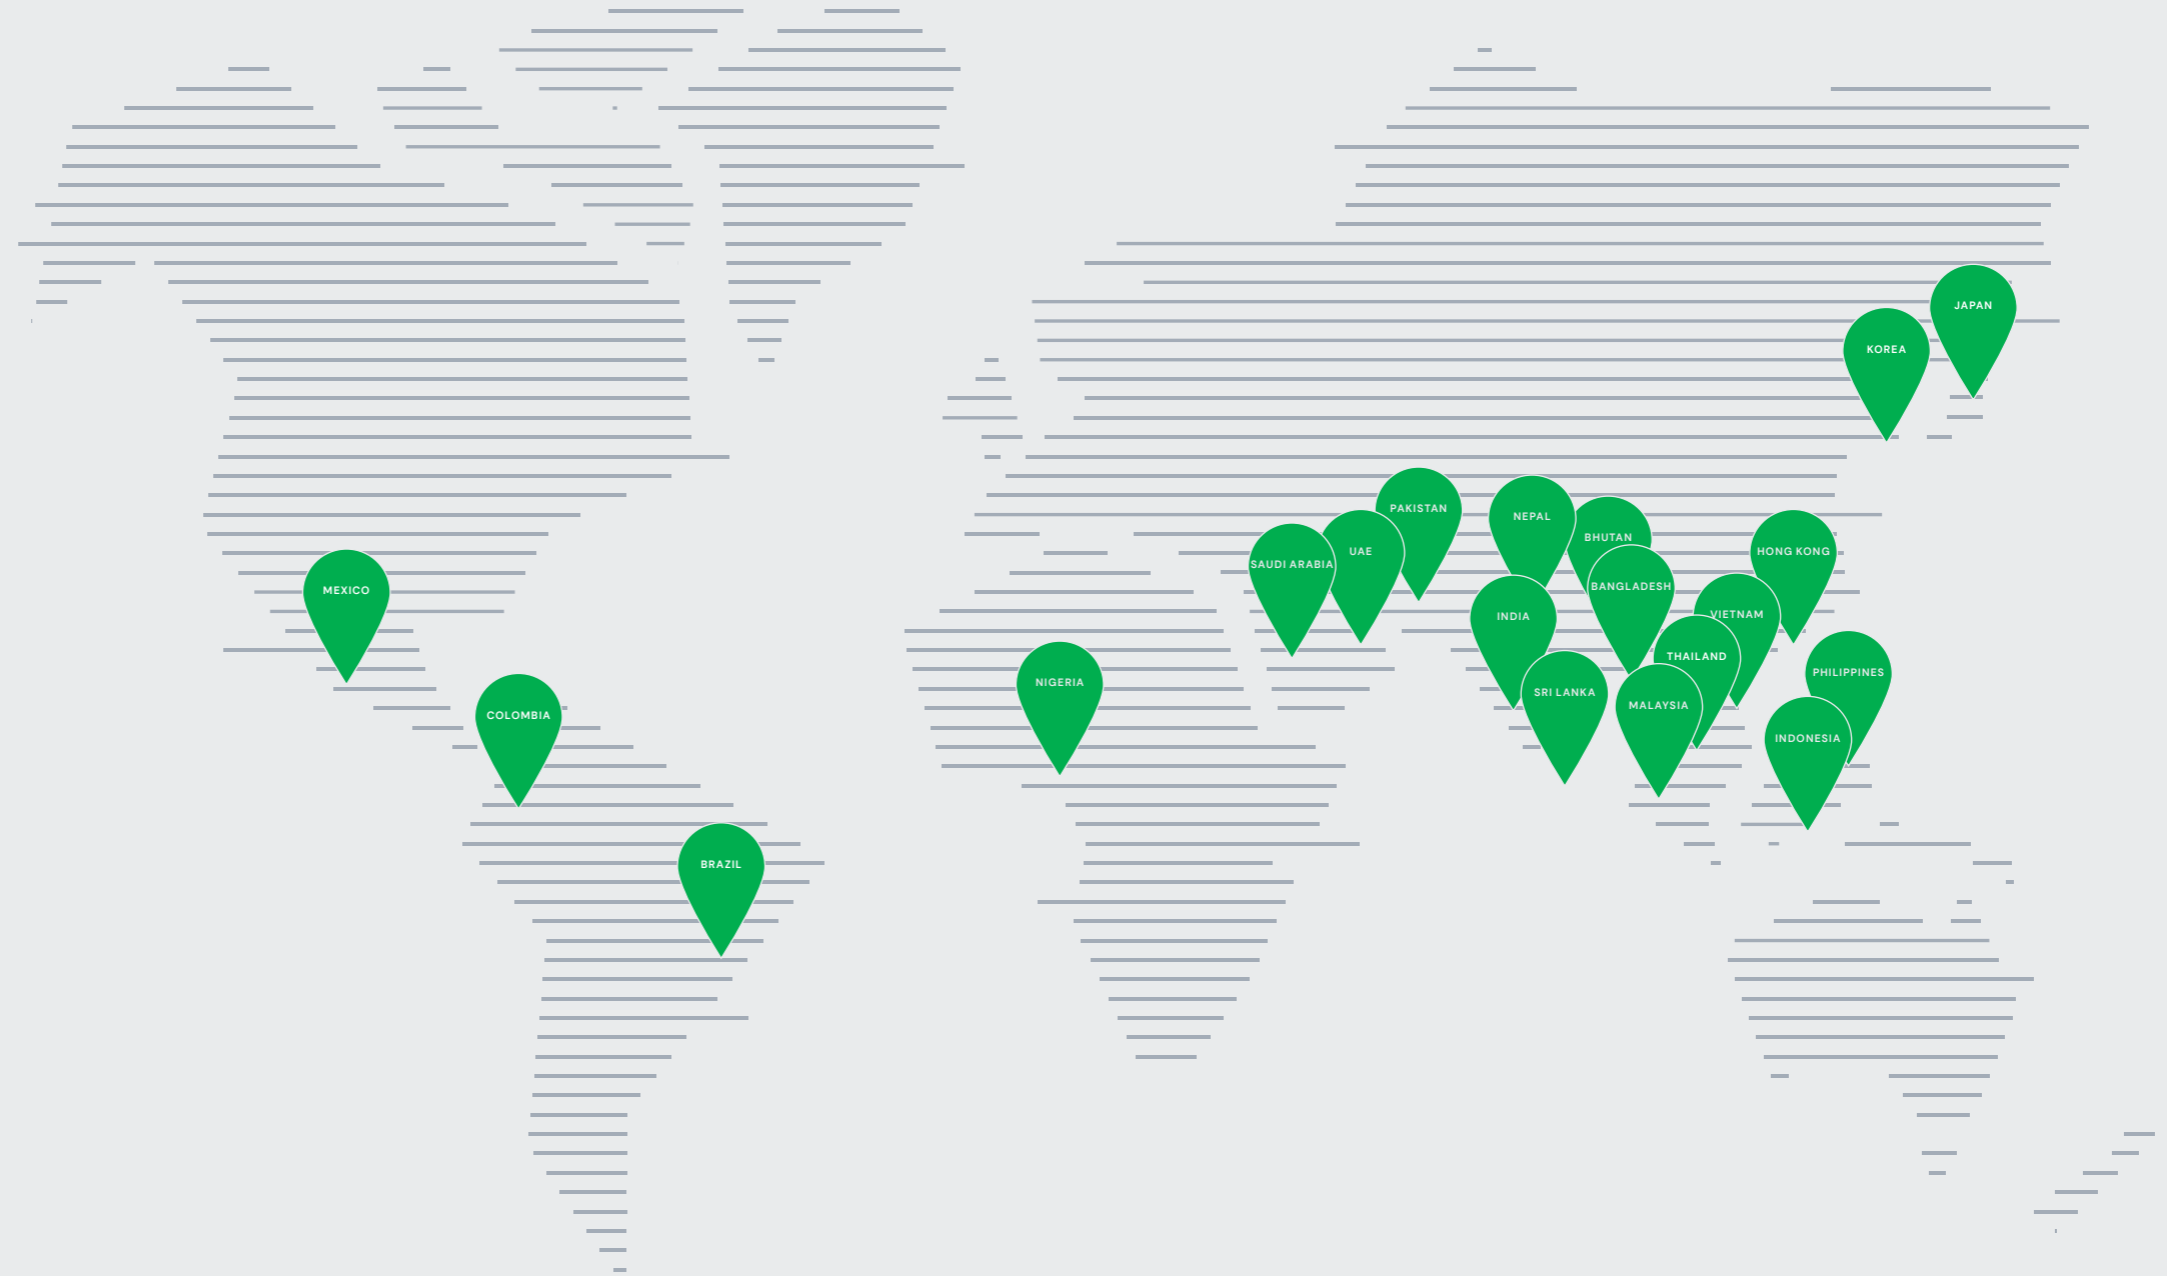 JAPAN
KOREA
PAKISTAN
NEPAL
BHUTAN
HONG KONG
UAE
SAUDI ARABIA
BANGLADESH
MEXICO
INDIA
VIETNAM
THAILAND
PHILIPPINES
NIGERIA
SRI LANKA
MALAYSIA
COLOMBIA
INDONESIA
BRAZIL